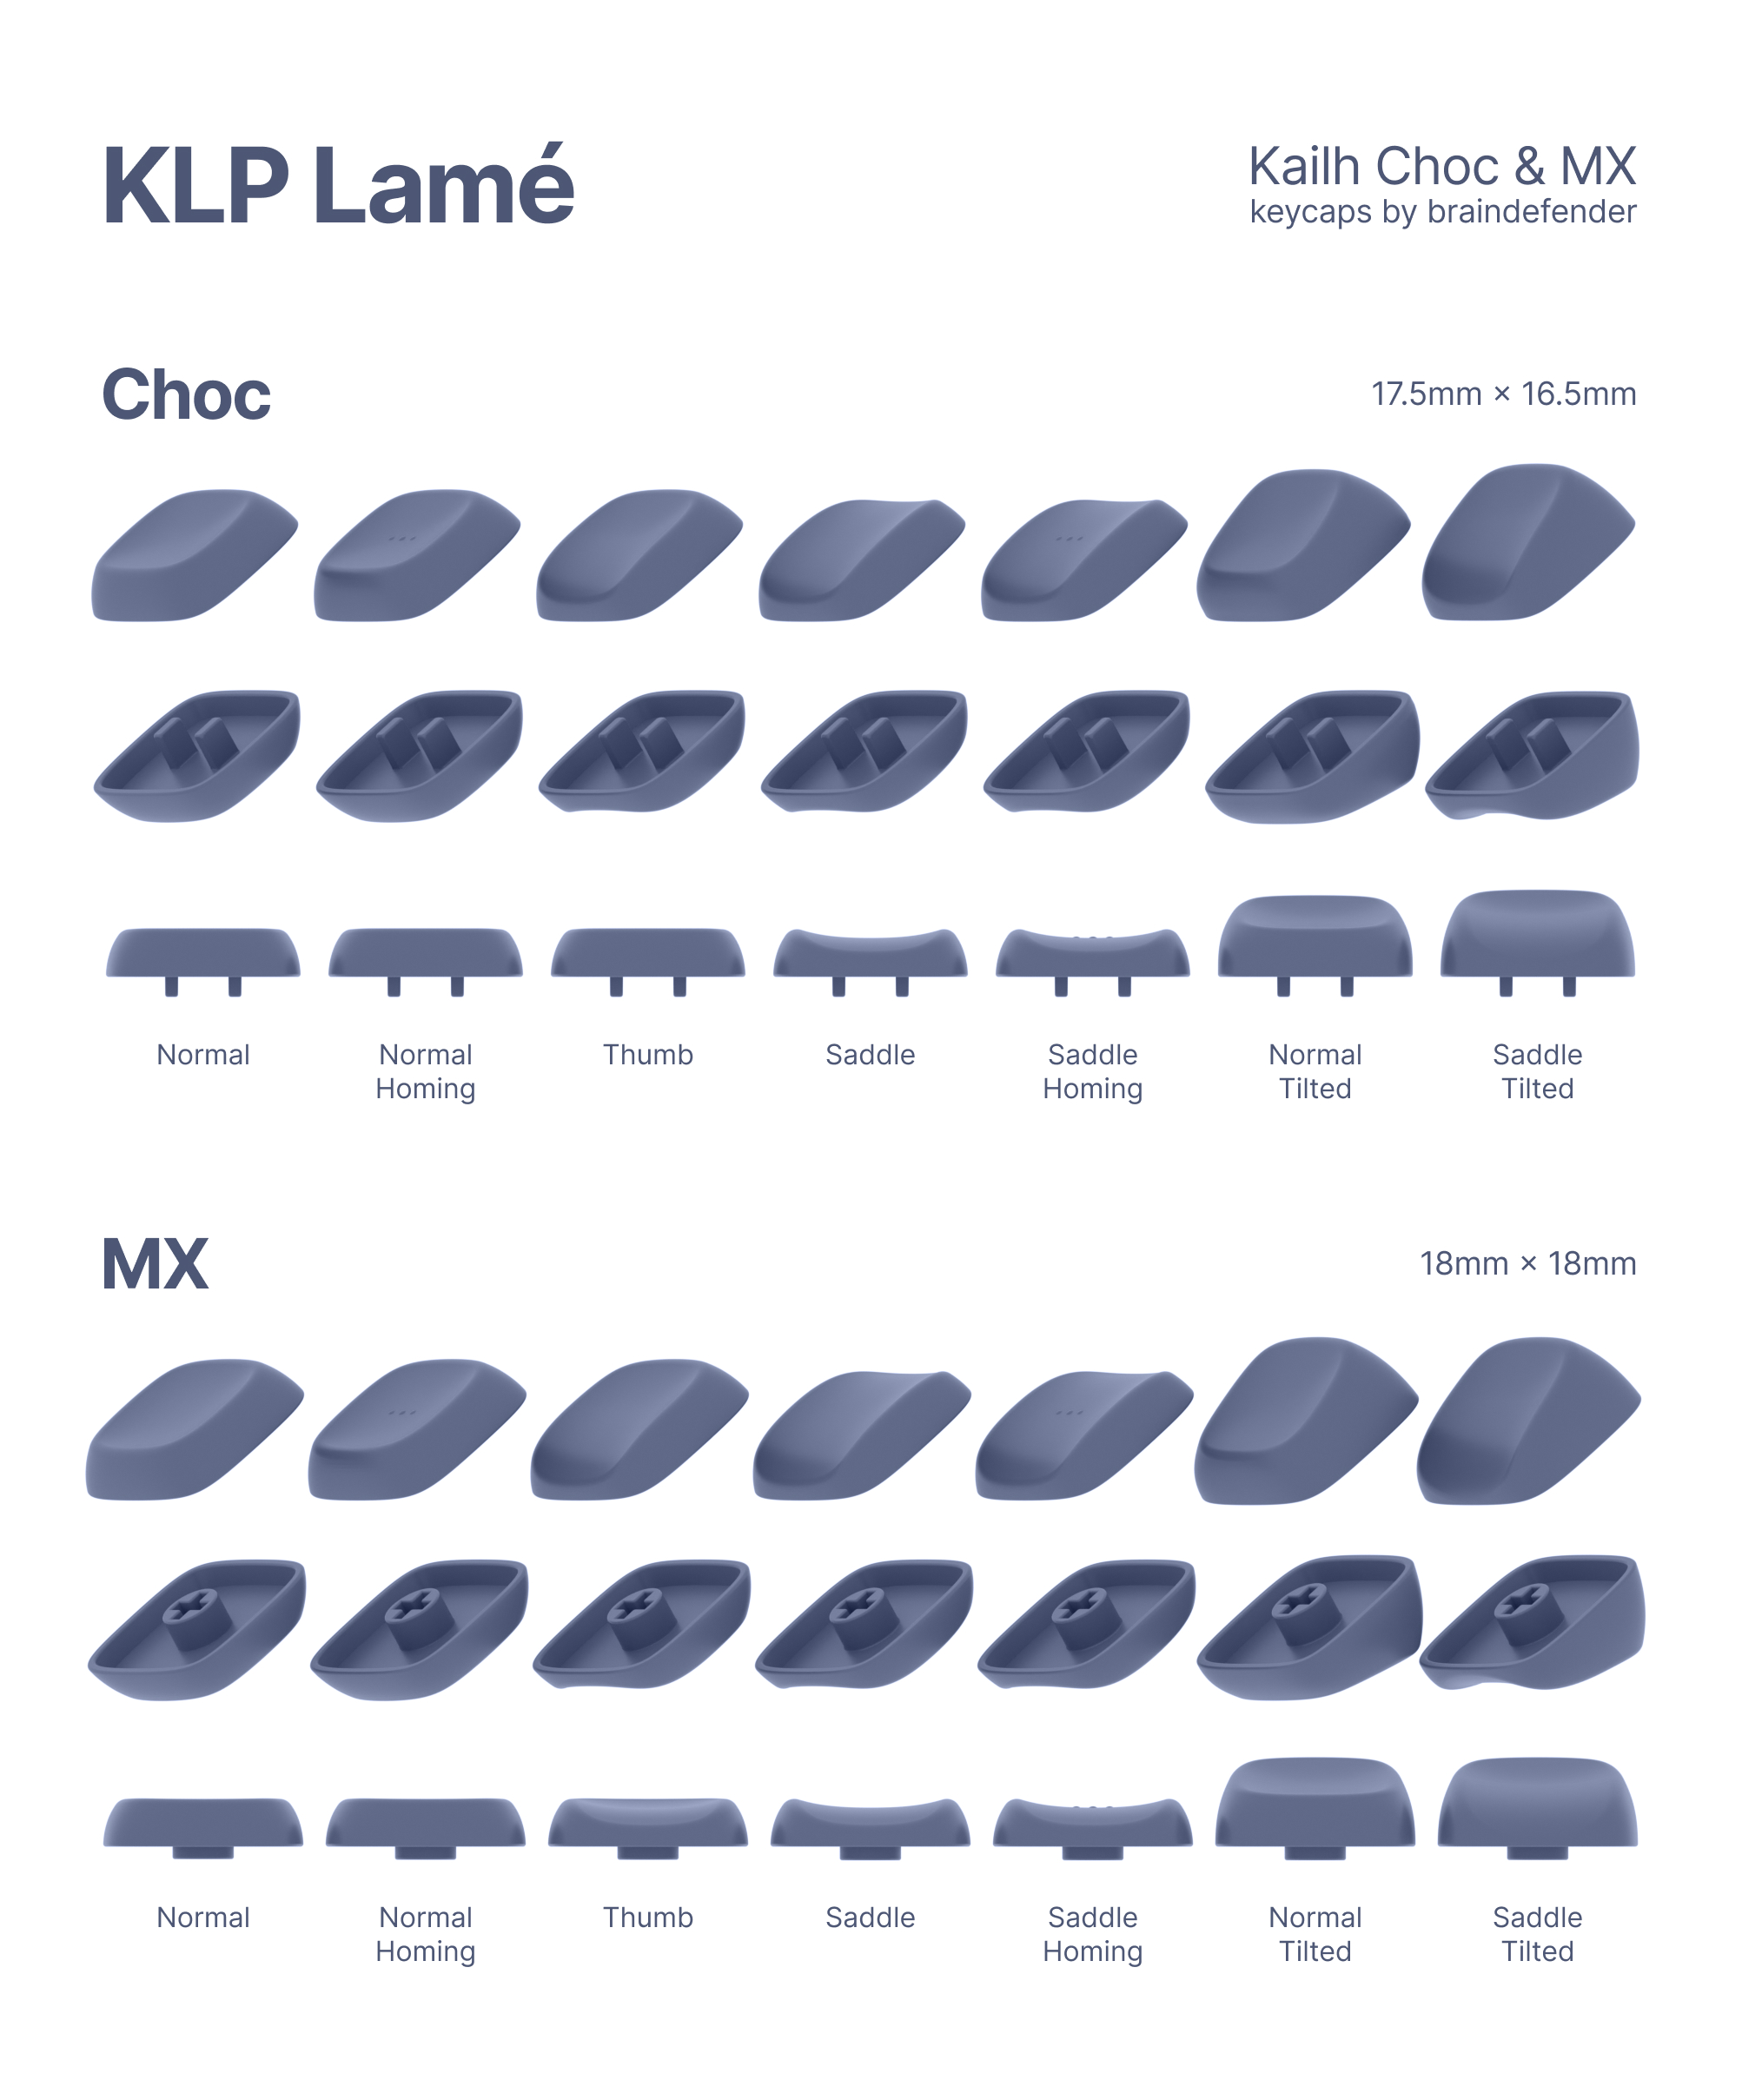 KLP Lamé
Kailh Choc & MX
keycaps by braindefender
Choc
17.5mm × 16.5mm
Normal
Normal
Homing
Thumb
Saddle
Saddle
Homing
Normal
Tilted
Saddle
Tilted
MX
18mm × 18mm
Normal
Normal
Homing
Thumb
Saddle
Saddle
Homing
Normal
Tilted
Saddle
Tilted